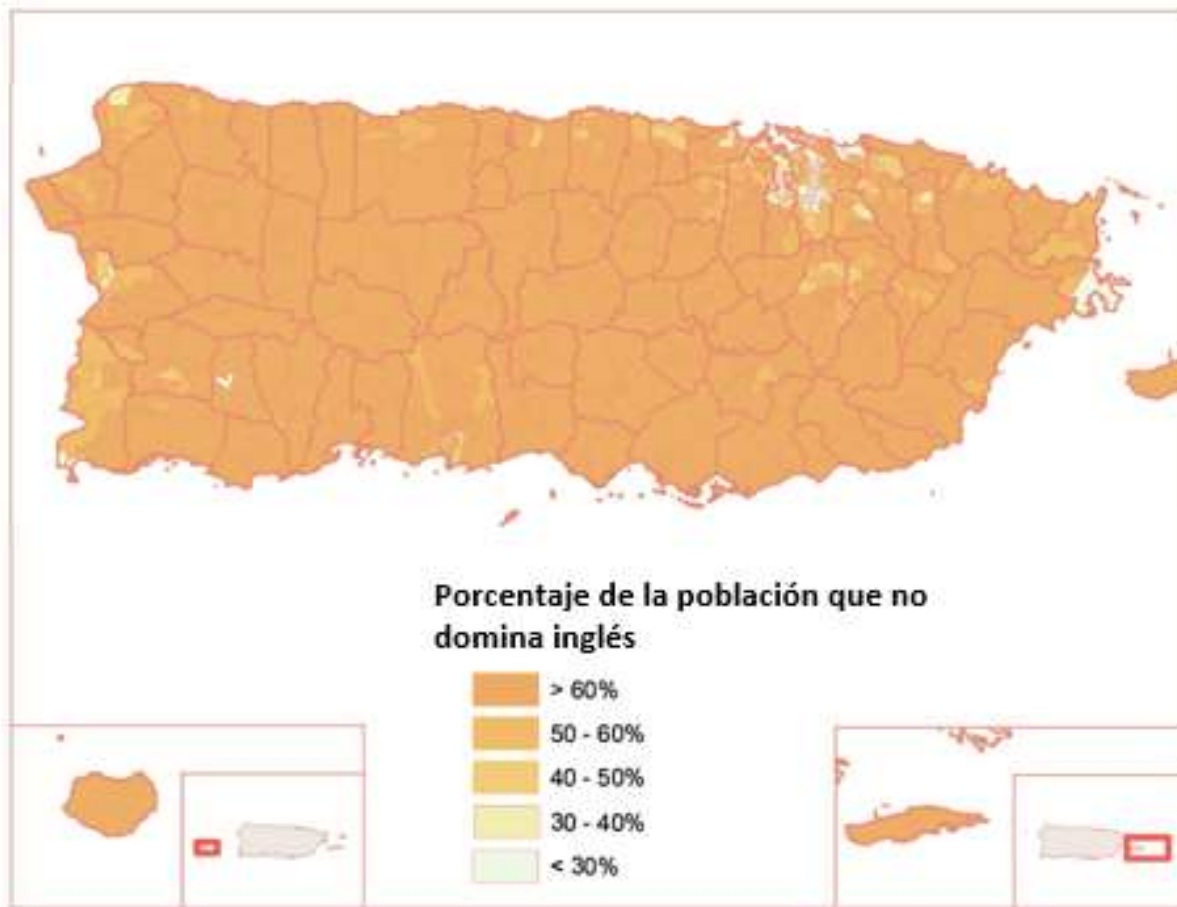 Porcentaje de la población que no
domina inglés
> 60%
50 - 60%
40 - 50%
30 - 40%
< 30%